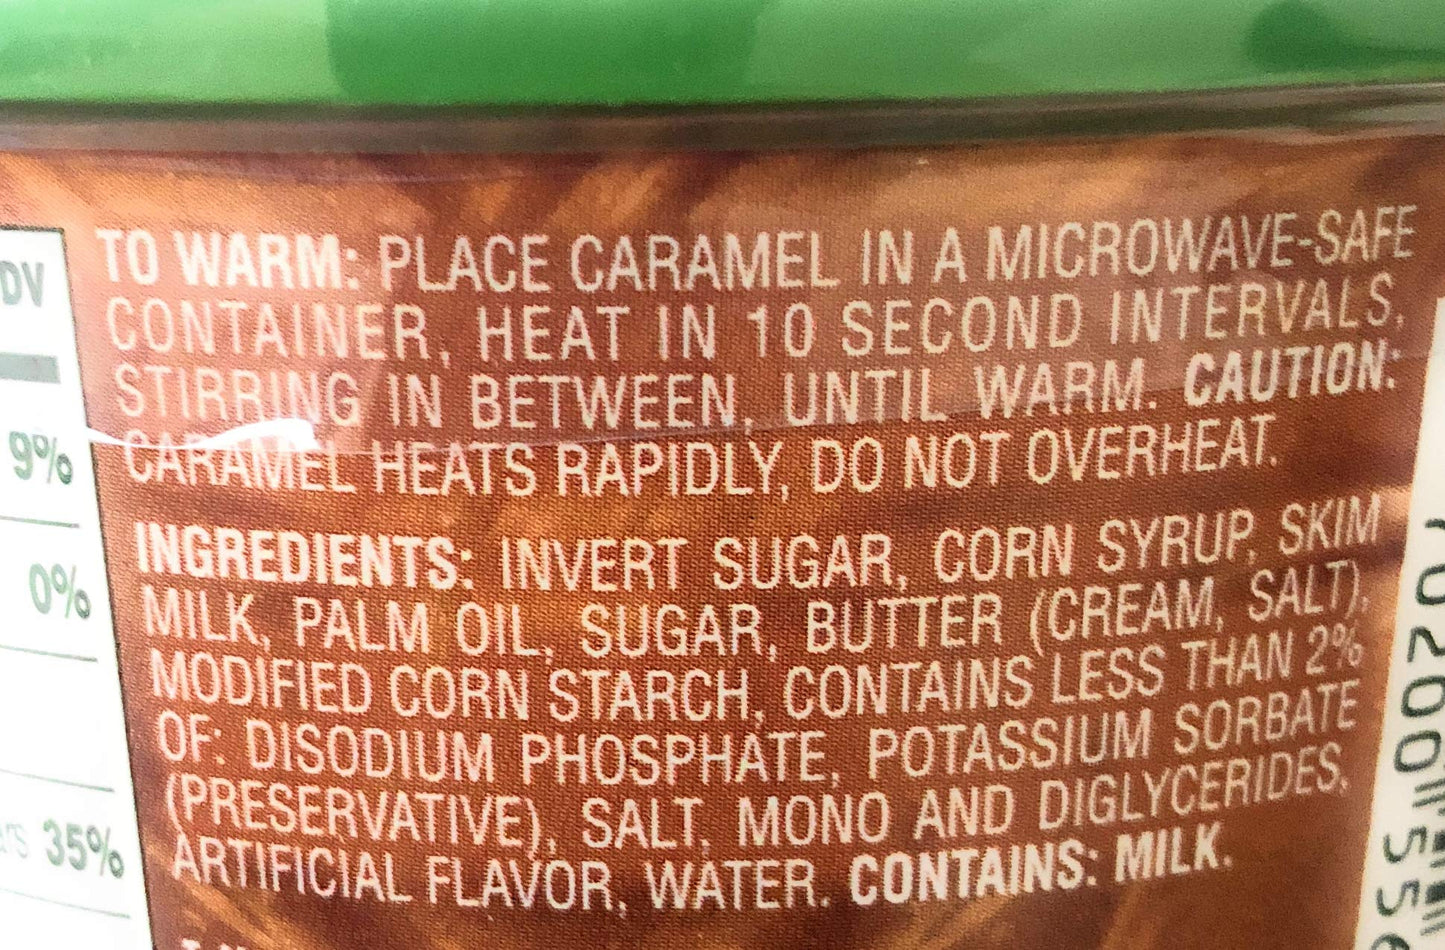 TO WARM: PLACE CARAMEL IN A MICROWAVE-SAFE
CONTAINER, HEAT IN 10 SECOND INTERVALS,
STIRRING IN BETWEEN, UNTIL WARM. CAUTION:
CARAMEL HEATS RAPIDLY, DO NOT OVERHEAT.
INGREDIENTS: INVERT SUGAR, CORN SYRUP, SKIM
MILK, PALM OIL, SUGAR, BUTTER (CREAM, SALT),
MODIFIED CORN STARCH, CONTAINS LESS THAN 2%
OF: DISODIUM PHOSPHATE, POTASSIUM SORBATE
(PRESERVATIVE), SALT, MONO AND DIGLYCERIDES,
ARTIFICIAL FLAVOR, WATER. CONTAINS: MILK.
DV
9%
0%
35%